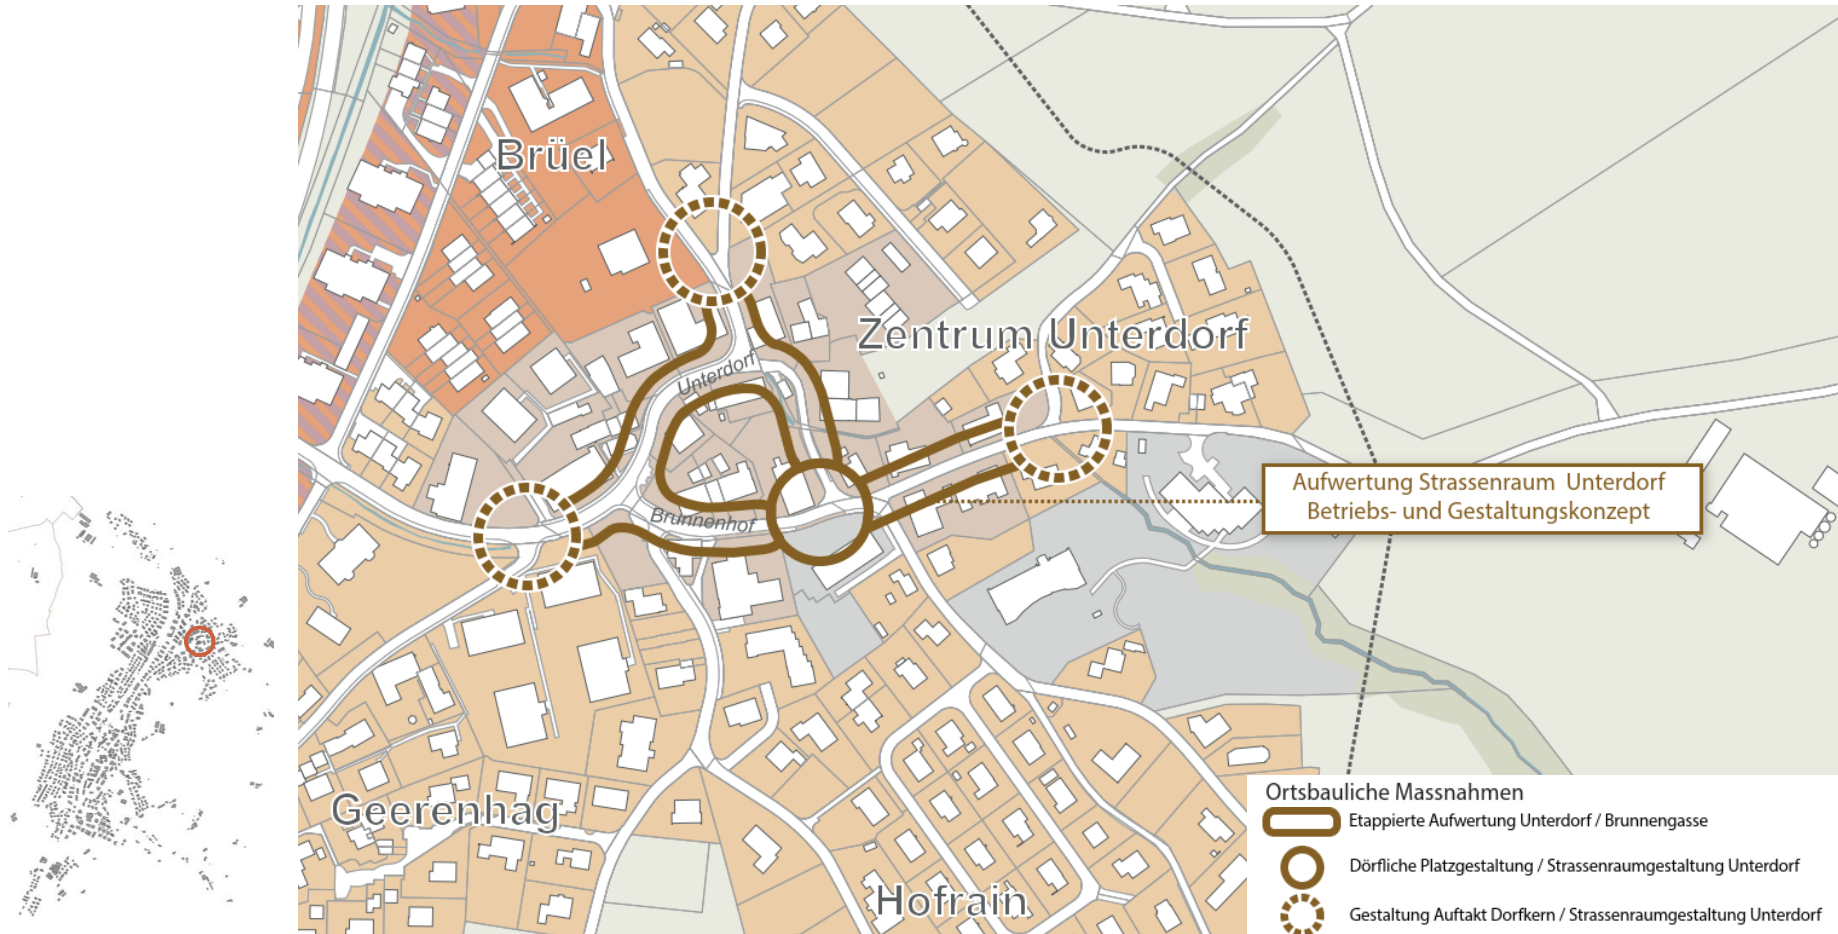 Brüel
Zentrum Unterdorf
Unterdorf
Aufwertung Strassenraum Unterdorf
Betriebs- und Gestaltungskonzept
Brunnenhof
Geerenhag
Hofrain
Ortsbauliche Massnahmen
Etappierte Aufwertung Unterdorf / Brunnengasse
Dörfliche Platzgestaltung / Strassenraumgestaltung Unterdorf
Gestaltung Auftakt Dorfkern / Strassenraumgestaltung Unterdorf